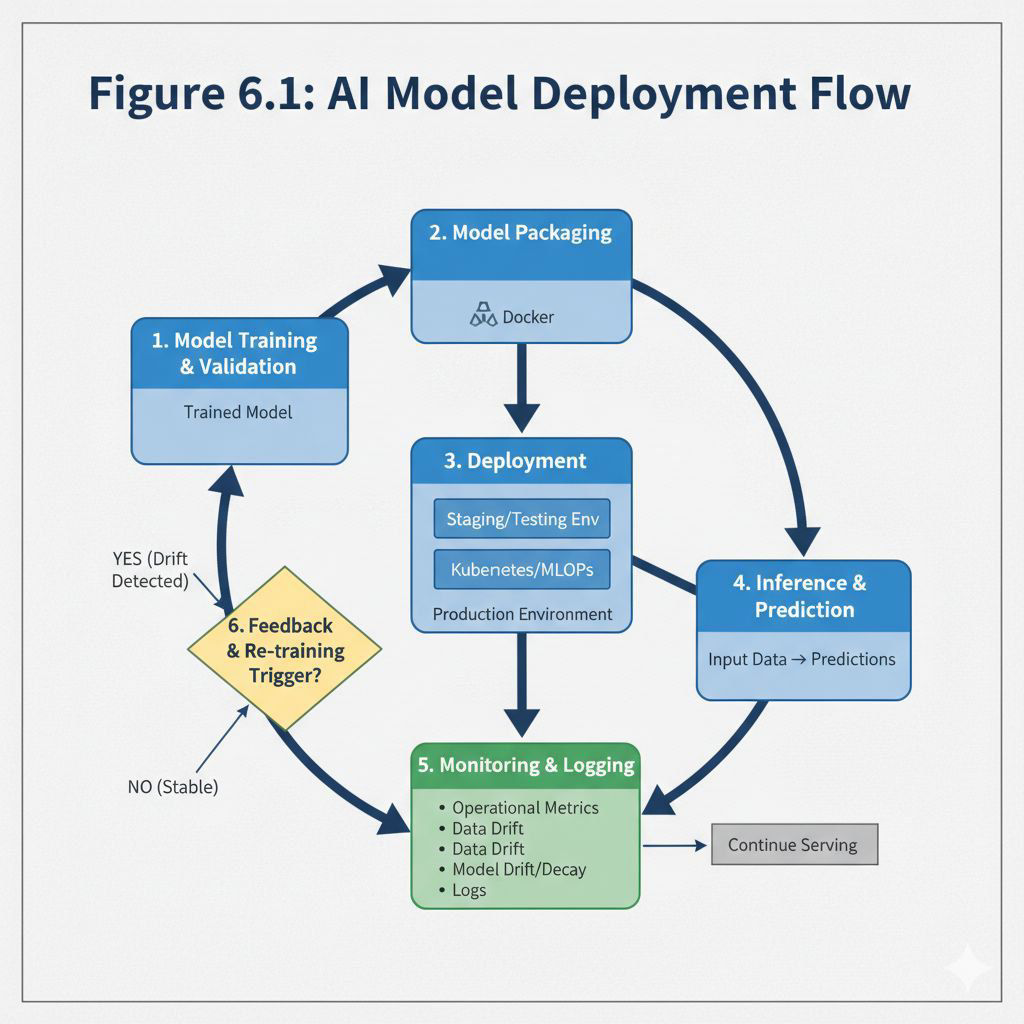 Figure 6.1: AI Model Deployment Flow
2. Model Packaging
Docker
1. Model Training
& Validation
Trained Model
3. Deployment
Staging/Testing Env
Kubenetes/MLOPs
Production Environment
4. Inference &
Prediction
Input Data → Predictions
YES (Drift
Detected)
6. Feedback
& Re-training
Trigger?
NO (Stable)
5. Monitoring & Logging
• Operational Metrics
• Data Drift
• Data Drift
• Model Drift/Decay
• Logs
Continue Serving